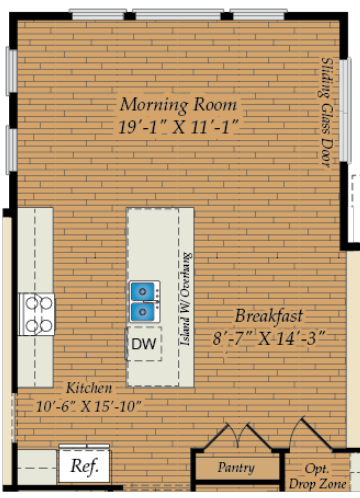 Morning Room
19'-1" X 11'-1"
Sliding Glass Door
Island W/ Overhang
DW
Breakfast
8'-7" X 14'-3"
Kitchen
10'-6" X 15'-10"
Ref.
Pantry
Opt.
Drop Zone